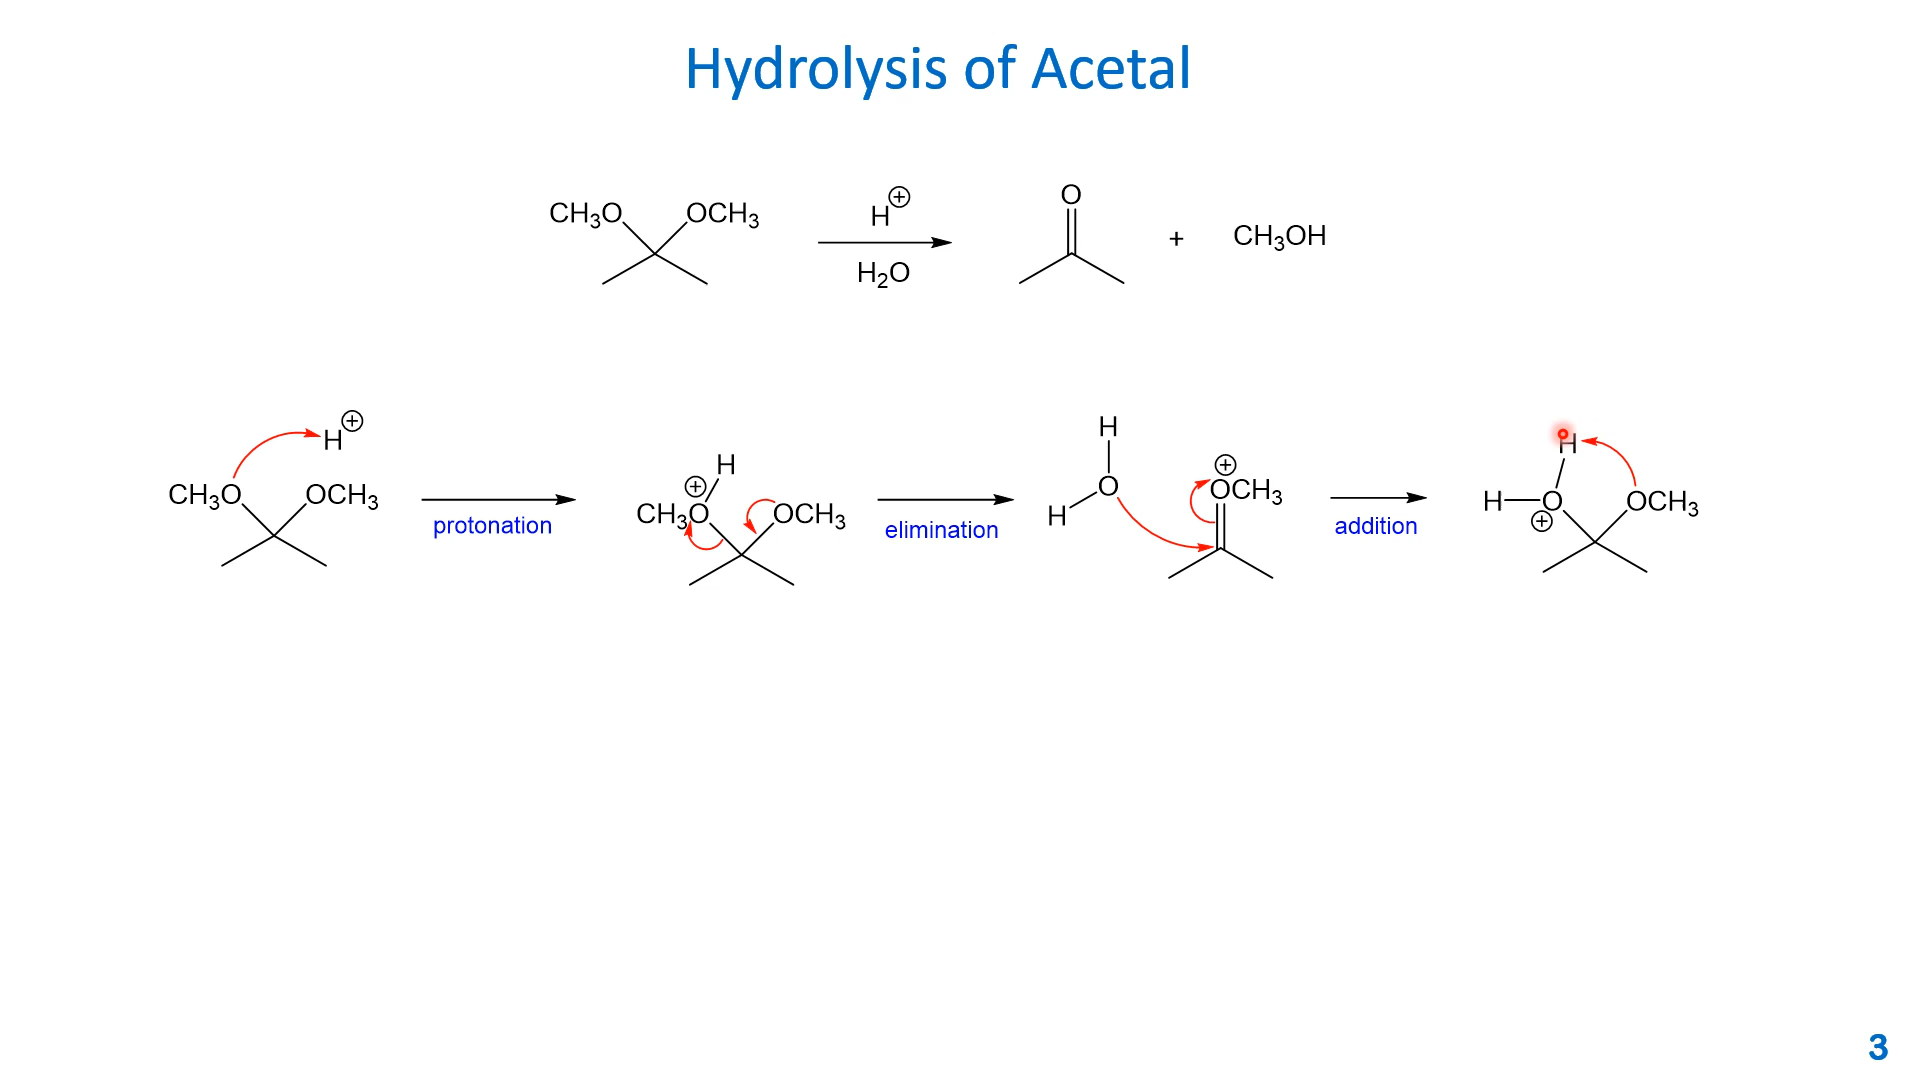 Hydrolysis of Acetal
CH₃O OCH₃
H⊕
H₂O
O
+
CH₃OH
CH₃O OCH₃
H⊕
protonation
H
⊕
CH₃O OCH₃
elimination
H
H O
⊕
OCH₃
addition
H
H O OCH₃
⊕
3